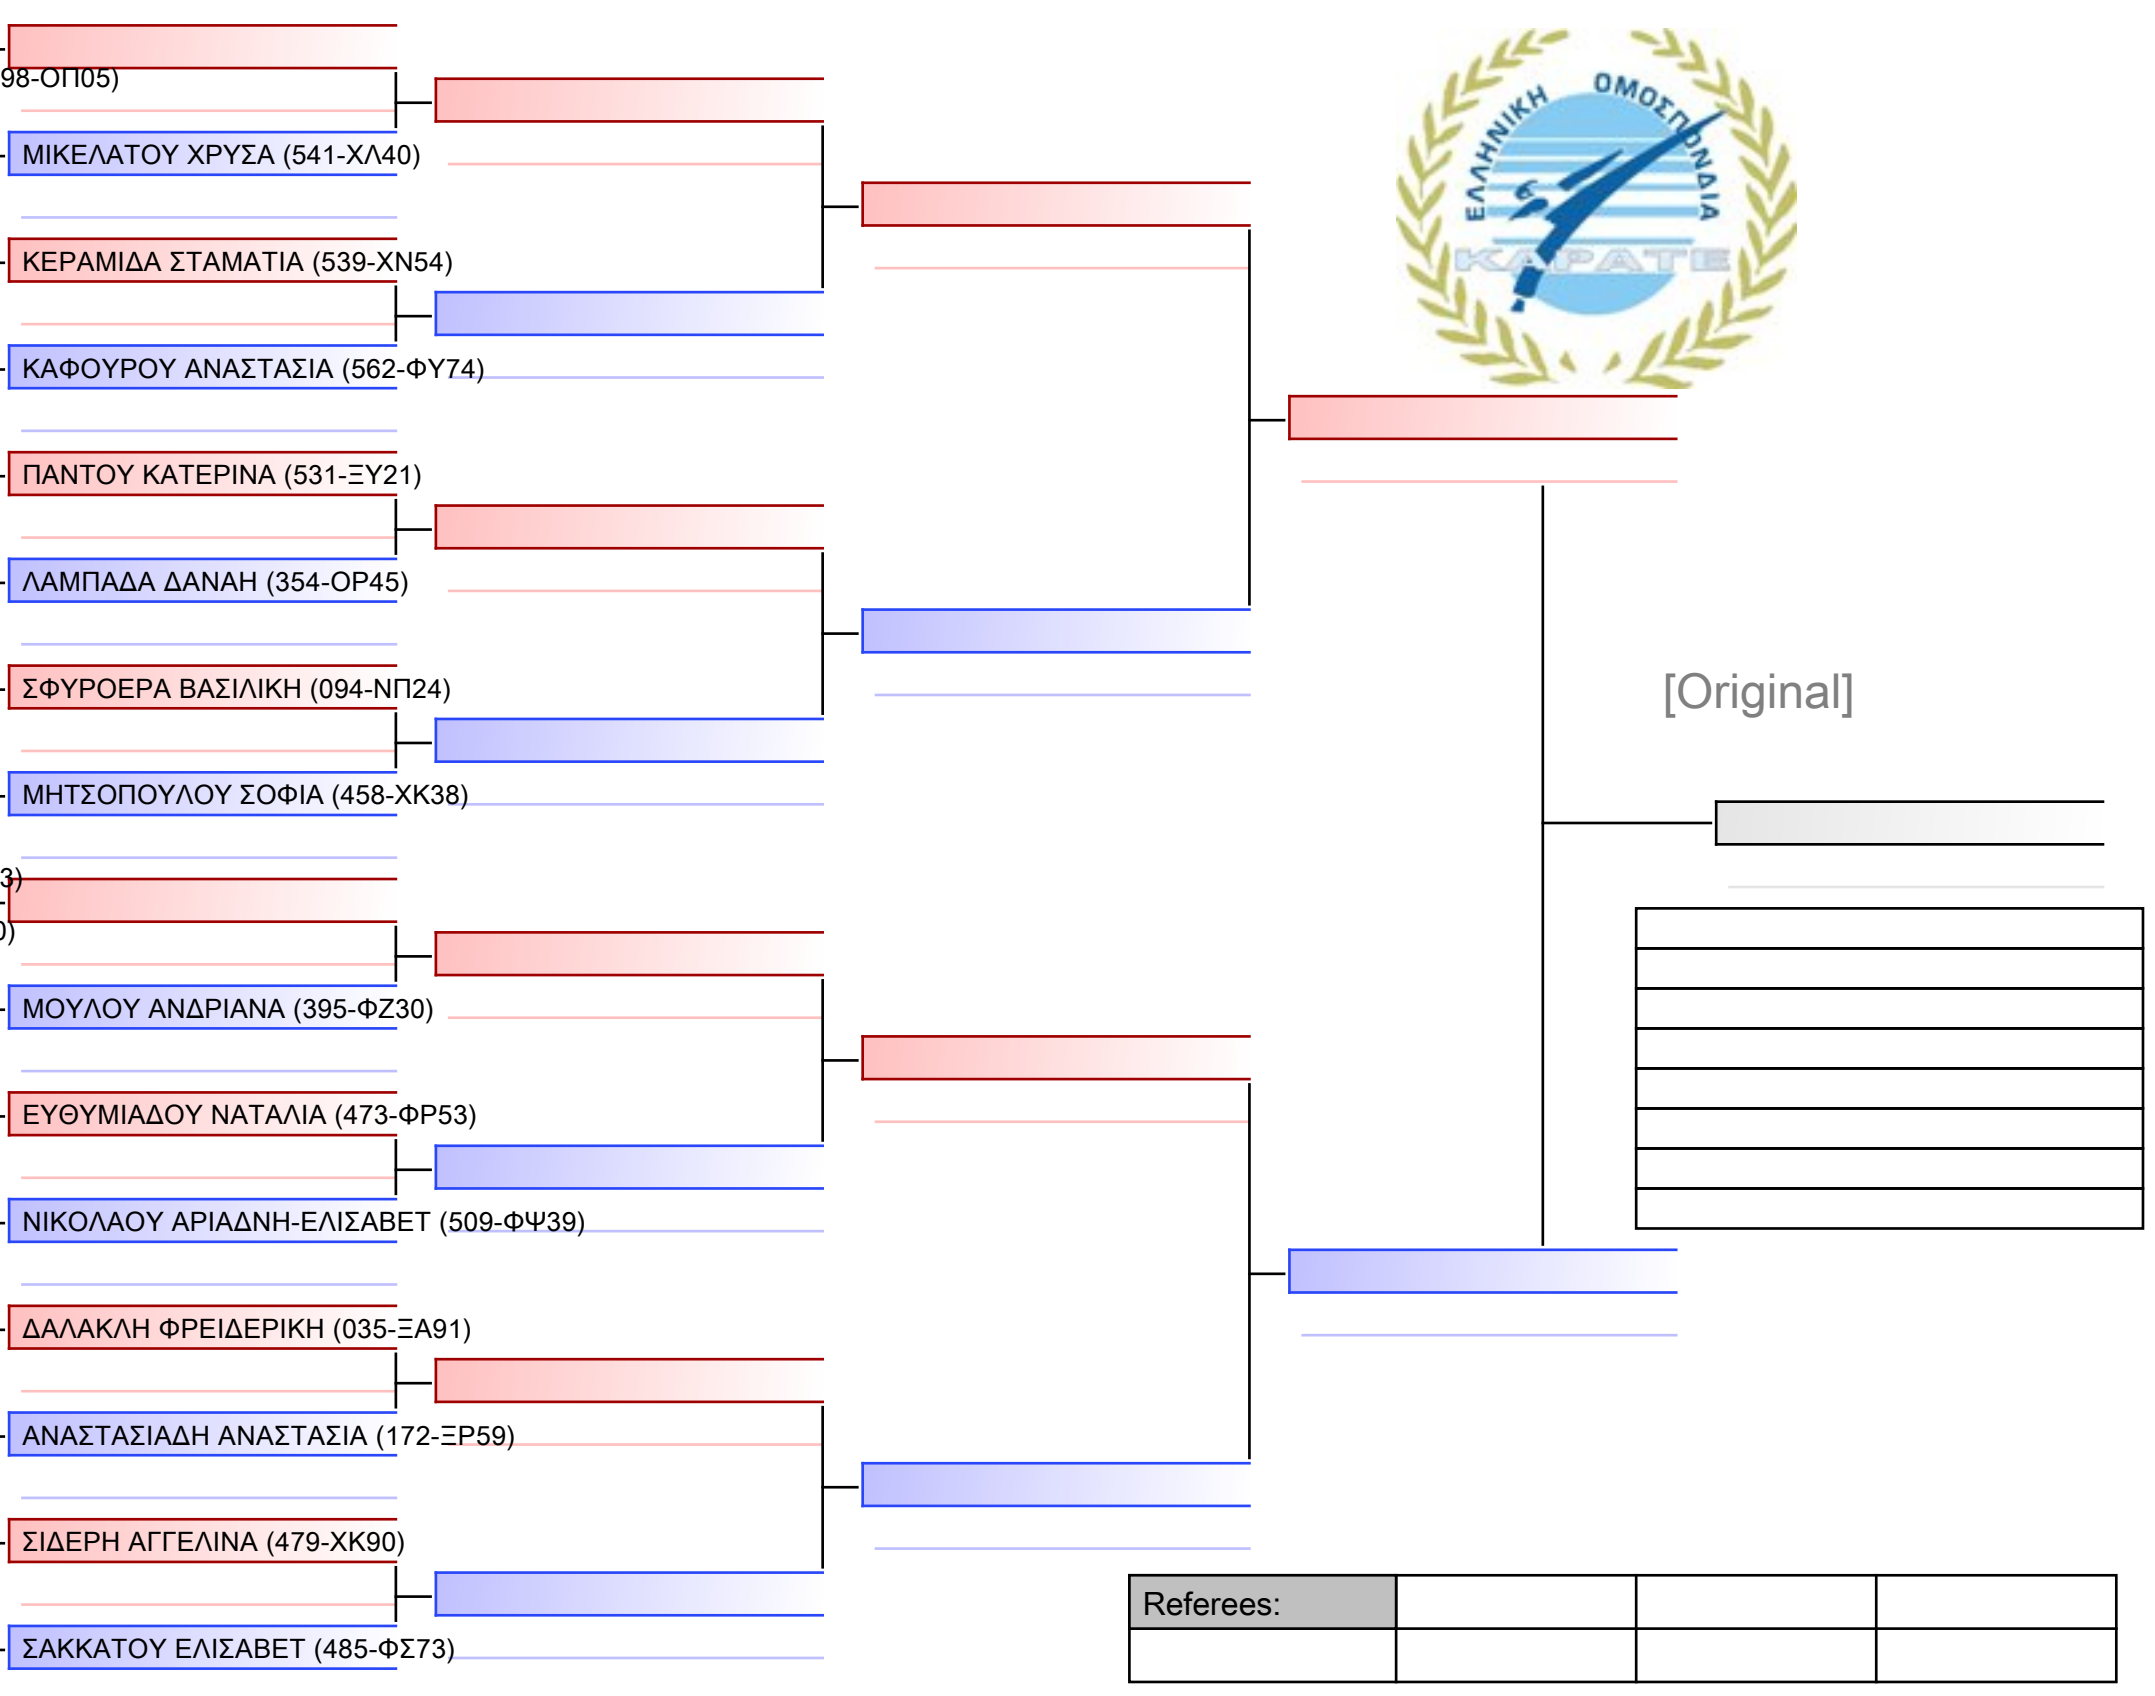 98-ΟΠ05)
ΜΙΚΕΛΑΤΟΥ ΧΡΥΣΑ (541-ΧΛ40)
ΚΕΡΑΜΙΔΑ ΣΤΑΜΑΤΙΑ (539-ΧΝ54)
ΚΑΦΟΥΡΟΥ ΑΝΑΣΤΑΣΙΑ (562-ΦΥ74)
ΠΑΝΤΟΥ ΚΑΤΕΡΙΝΑ (531-ΞΥ21)
ΛΑΜΠΑΔΑ ΔΑΝΑΗ (354-ΟΡ45)
ΣΦΥΡΟΕΡΑ ΒΑΣΙΛΙΚΗ (094-ΝΠ24)
ΜΗΤΣΟΠΟΥΛΟΥ ΣΟΦΙΑ (458-ΧΚ38)
3)
0)
ΜΟΥΛΟΥ ΑΝΔΡΙΑΝΑ (395-ΦΖ30)
ΕΥΘΥΜΙΑΔΟΥ ΝΑΤΑΛΙΑ (473-ΦΡ53)
ΝΙΚΟΛΑΟΥ ΑΡΙΑΔΝΗ-ΕΛΙΣΑΒΕΤ (509-ΦΨ39)
ΔΑΛΑΚΛΗ ΦΡΕΙΔΕΡΙΚΗ (035-ΞΑ91)
ΑΝΑΣΤΑΣΙΑΔΗ ΑΝΑΣΤΑΣΙΑ (172-ΞΡ59)
ΣΙΔΕΡΗ ΑΓΓΕΛΙΝΑ (479-ΧΚ90)
ΣΑΚΚΑΤΟΥ ΕΛΙΣΑΒΕΤ (485-ΦΣ73)
ΕΛΛΗΝΙΚΗ ΟΜΟΣΠΟΝΔΙΑ
ΚΑΡΑΤΕ
[Original]
Referees: